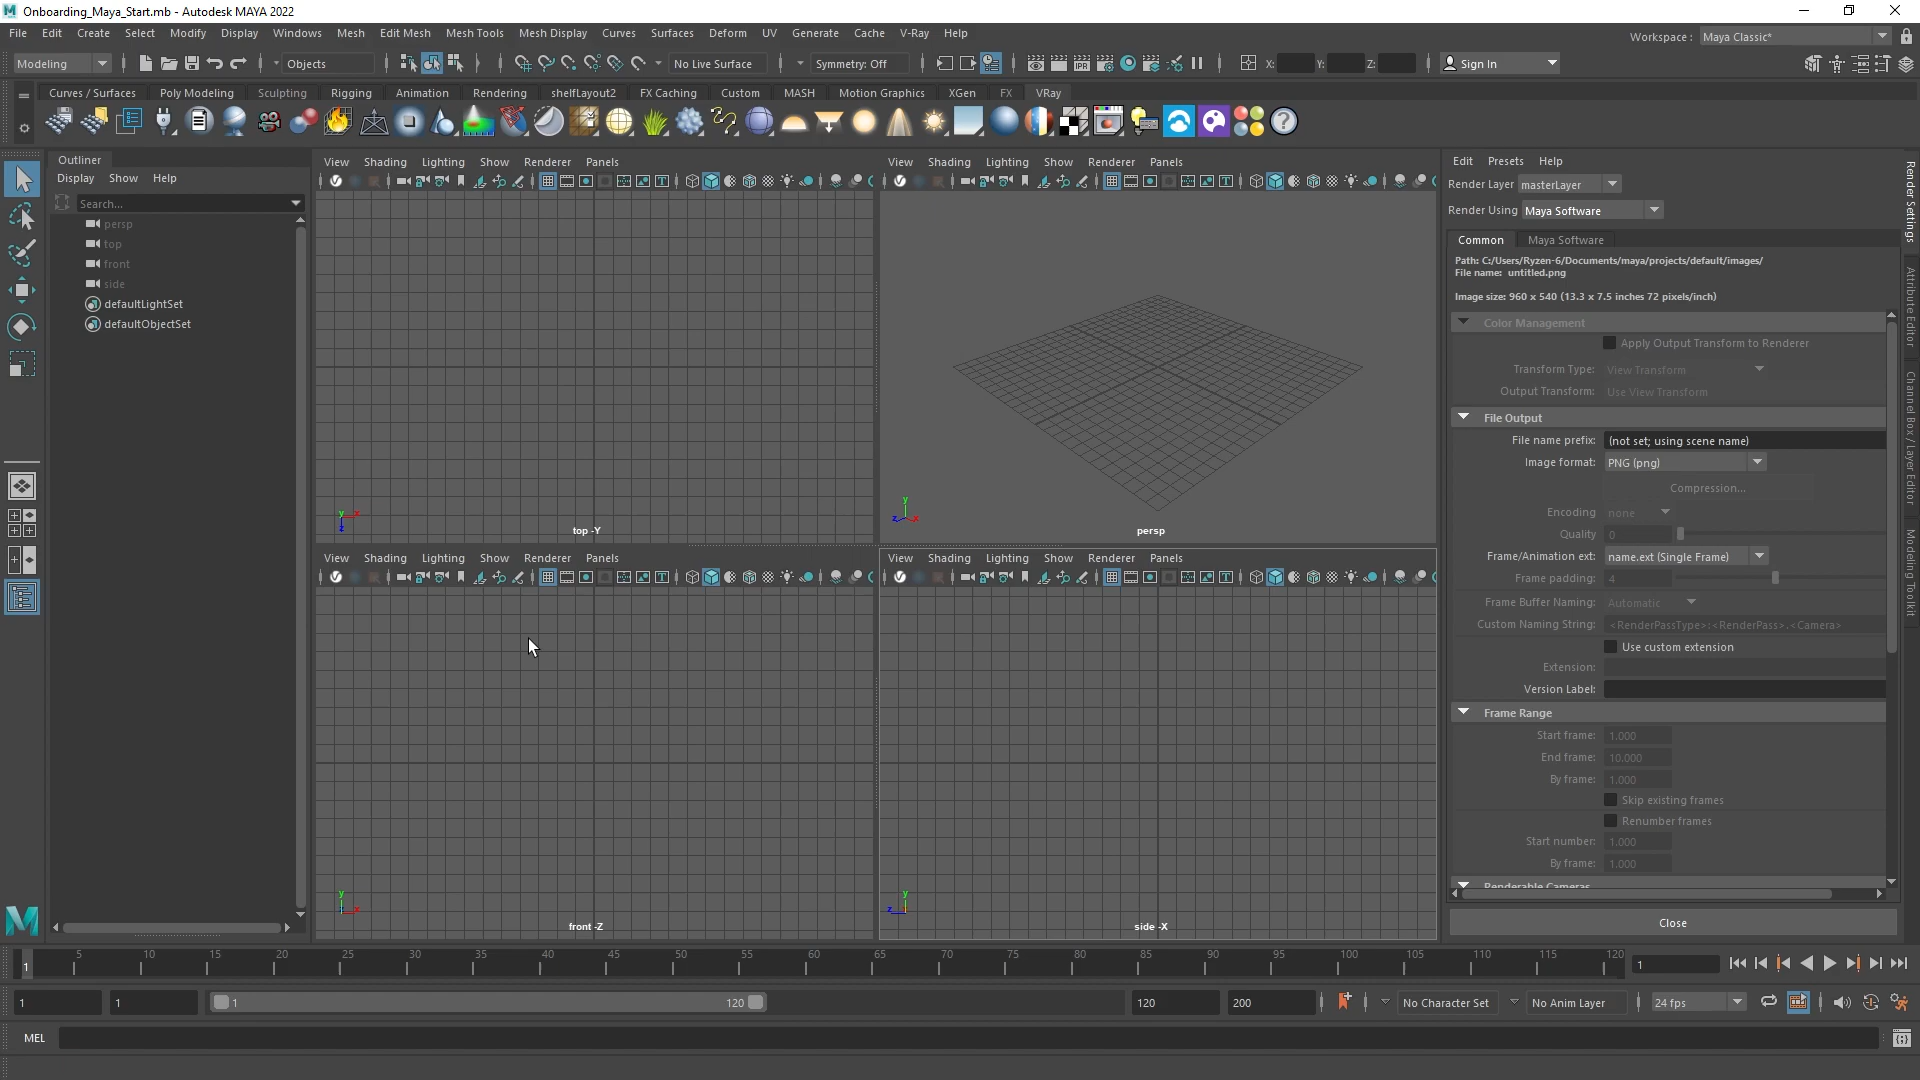 Onboarding_Maya_Start.mb - Autodesk MAYA 2022
File Edit Create Select Modify Display Windows Mesh Edit Mesh Mesh Tools Mesh Display Curves Surfaces Deform UV Generate Cache V-Ray Help
Workspace : Maya Classic*
Modeling Objects No Live Surface Symmetry: Off X: Y: Z: Sign In
Curves / Surfaces Poly Modeling Sculpting Rigging Animation Rendering shelfLayout2 FX Caching Custom MASH Motion Graphics XGen FX VRay
Outliner
Display Show Help
Search...
persp
top
front
side
defaultLightSet
defaultObjectSet
View Shading Lighting Show Renderer Panels
top -Y
View Shading Lighting Show Renderer Panels
persp
View Shading Lighting Show Renderer Panels
front -Z
View Shading Lighting Show Renderer Panels
side -X
Edit Presets Help
Render Layer masterLayer
Render Using Maya Software
Common Maya Software
Path: C:/Users/Ryzen-6/Documents/maya/projects/default/images/
File name: untitled.png
Image size: 960 x 540 (13.3 x 7.5 inches 72 pixels/inch)
Color Management
Apply Output Transform to Renderer
Transform Type: View Transform
Output Transform: Use View Transform
File Output
File name prefix: (not set; using scene name)
Image format: PNG (png)
Compression...
Encoding none
Quality 0
Frame/Animation ext: name.ext (Single Frame)
Frame padding: 4
Frame Buffer Naming: Automatic
Custom Naming String: <RenderPassType>:<RenderPass>.<Camera>
Use custom extension
Extension:
Version Label:
Frame Range
Start frame: 1.000
End frame: 10.000
By frame: 1.000
Skip existing frames
Renumber frames
Start number: 1.000
By frame: 1.000
Renderable Cameras
Close
Render Settings
Attribute Editor
Channel Box / Layer Editor
Modeling Toolkit
1 5 10 15 20 25 30 35 40 45 50 55 60 65 70 75 80 85 90 95 100 105 110 115 120 1
1 1 1 120 120 200 No Character Set No Anim Layer 24 fps
MEL